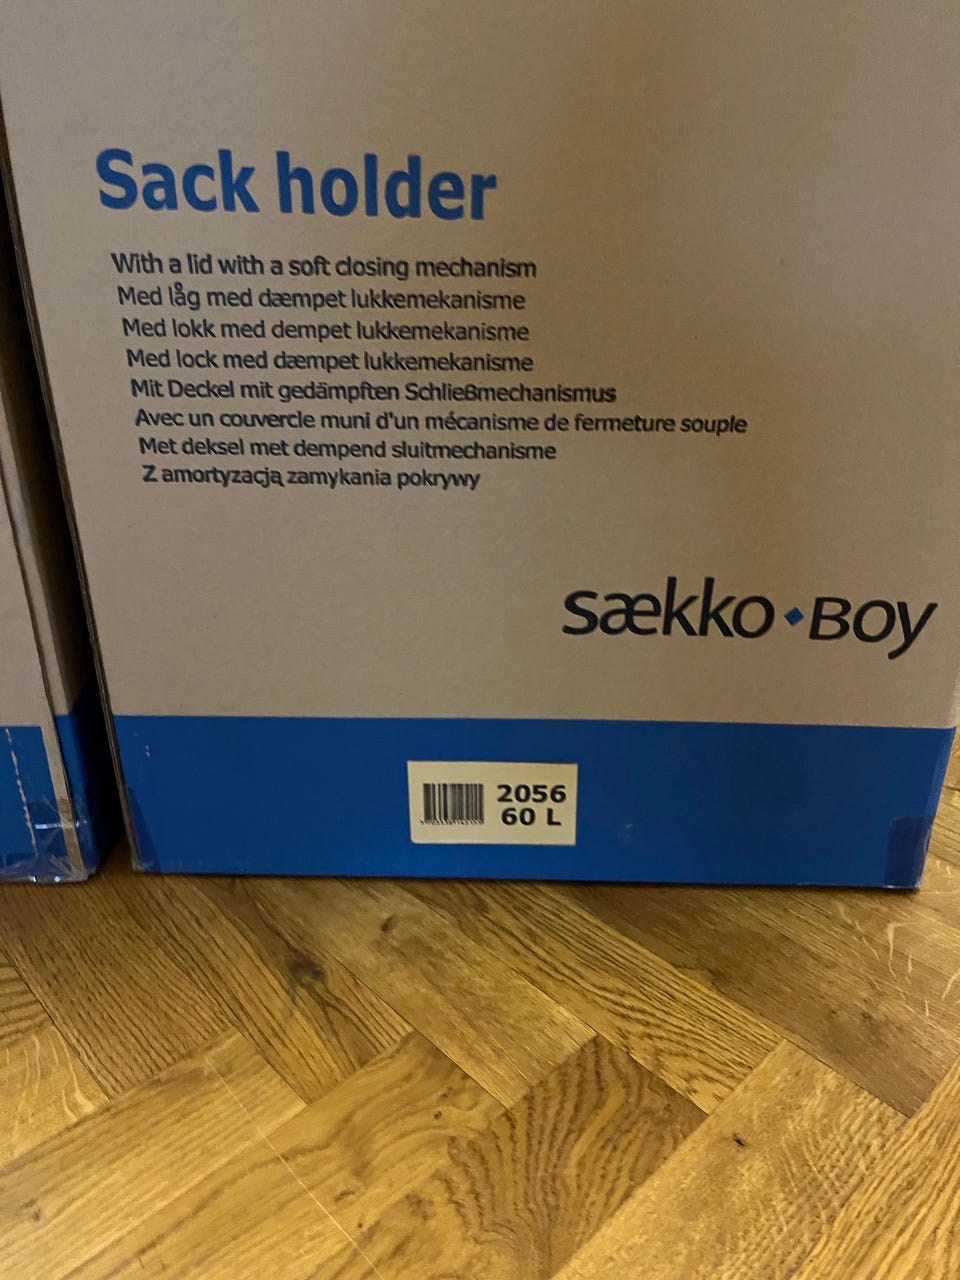 Sack holder
With a lid with a soft closing mechanism
Med låg med dæmpet lukkemekanisme
Med lokk med dempet lukkemekanisme
Med lock med dæmpet lukkemekanisme
Mit Deckel mit gedämpften Schließmechanismus
Avec un couvercle muni d'un mécanisme de fermeture souple
Met deksel met dempend sluitmechanisme
Z amortyzacją zamykania pokrywy
sækko BOY
2056
60 L